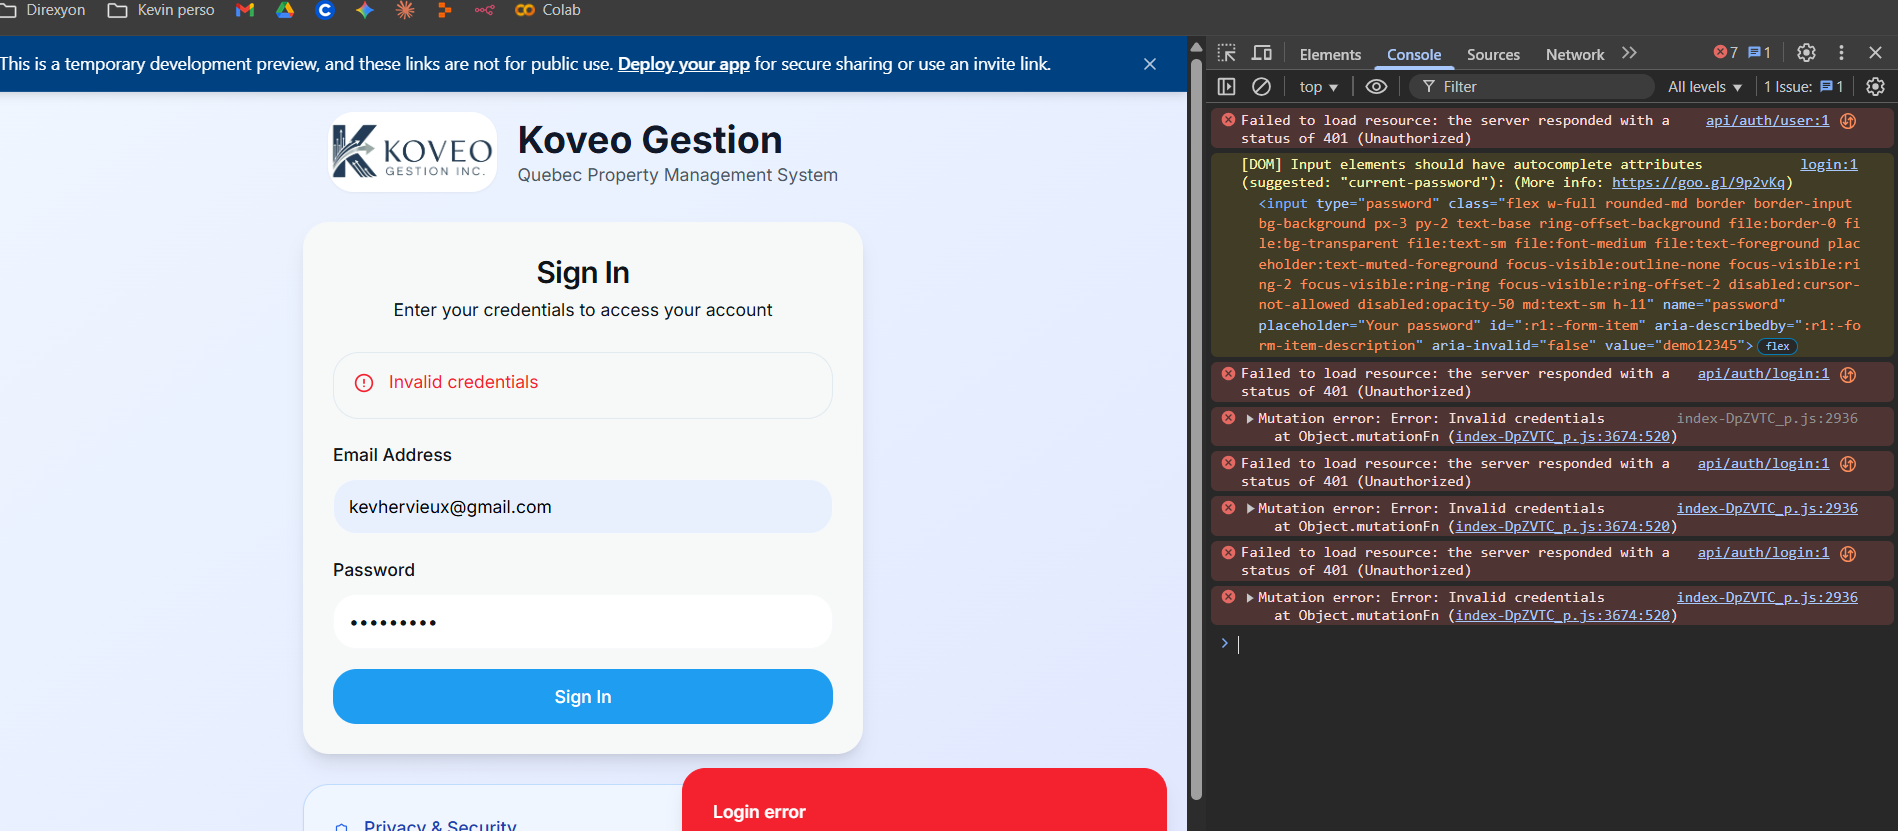 Direxyon
Kevin perso
Colab
This is a temporary development preview, and these links are not for public use. Deploy your app for secure sharing or use an invite link.
KOVEO
GESTION INC.
Koveo Gestion
Quebec Property Management System
Sign In
Enter your credentials to access your account
Invalid credentials
Email Address
kevhervieux@gmail.com
Password
•••••••••
Sign In
Privacy & Security
Login error
Elements Console Sources Network 7 1
top Filter All levels 1 Issue: 1
Failed to load resource: the server responded with a api/auth/user:1
status of 401 (Unauthorized)
[DOM] Input elements should have autocomplete attributes login:1
(suggested: "current-password"): (More info: https://goo.gl/9p2vKq)
<input type="password" class="flex w-full rounded-md border border-input
bg-background px-3 py-2 text-base ring-offset-background file:border-0 fi
le:bg-transparent file:text-sm file:font-medium file:text-foreground plac
eholder:text-muted-foreground focus-visible:outline-none focus-visible:ri
ng-2 focus-visible:ring-ring focus-visible:ring-offset-2 disabled:cursor-
not-allowed disabled:opacity-50 md:text-sm h-11" name="password"
placeholder="Your password" id=":r1:-form-item" aria-describedby=":r1:-fo
rm-item-description" aria-invalid="false" value="demo12345"> flex
Failed to load resource: the server responded with a api/auth/login:1
status of 401 (Unauthorized)
Mutation error: Error: Invalid credentials index-DpZVTC_p.js:2936
at Object.mutationFn (index-DpZVTC_p.js:3674:520)
Failed to load resource: the server responded with a api/auth/login:1
status of 401 (Unauthorized)
Mutation error: Error: Invalid credentials index-DpZVTC_p.js:2936
at Object.mutationFn (index-DpZVTC_p.js:3674:520)
Failed to load resource: the server responded with a api/auth/login:1
status of 401 (Unauthorized)
Mutation error: Error: Invalid credentials index-DpZVTC_p.js:2936
at Object.mutationFn (index-DpZVTC_p.js:3674:520)